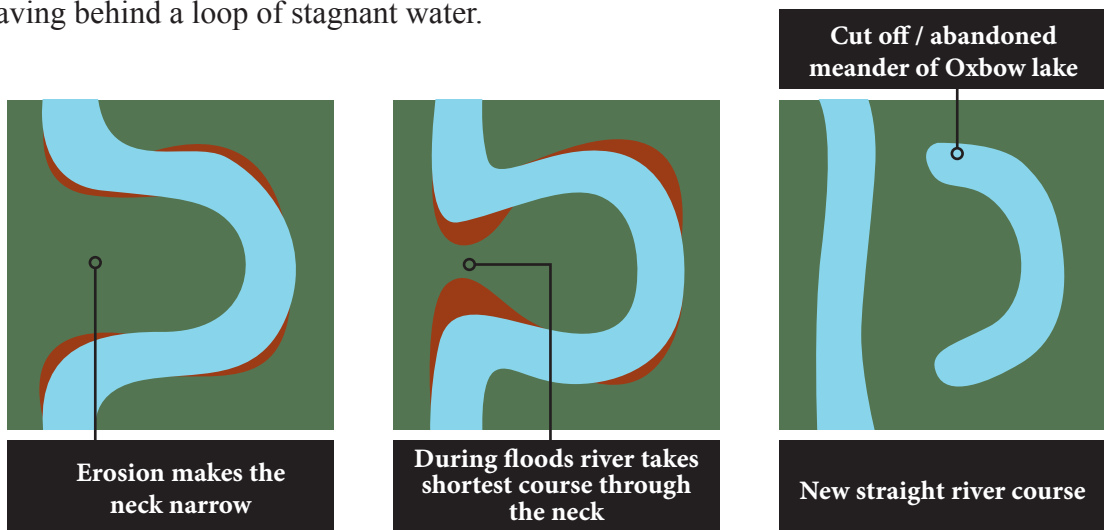 aving behind a loop of stagnant water.
Cut off / abandoned
meander of Oxbow lake
Erosion makes the
neck narrow
During floods river takes
shortest course through
the neck
New straight river course